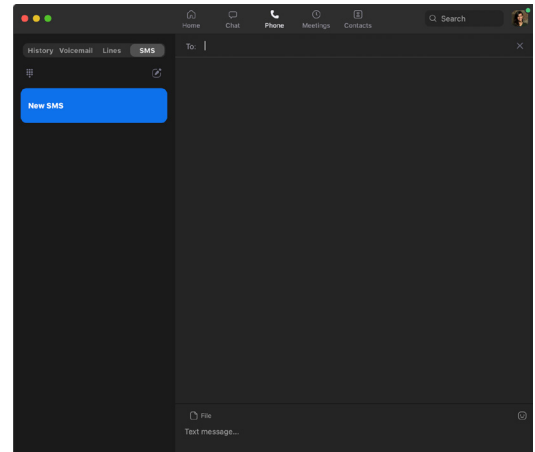 Home Chat Phone Meetings Contacts Search
History Voicemail Lines SMS
To:
New SMS
File
Text message...